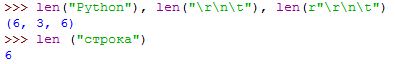 >>> len("Python"), len("\r\n\t"), len(r"\r\n\t")
(6, 3, 6)
>>> len ("строка")
6